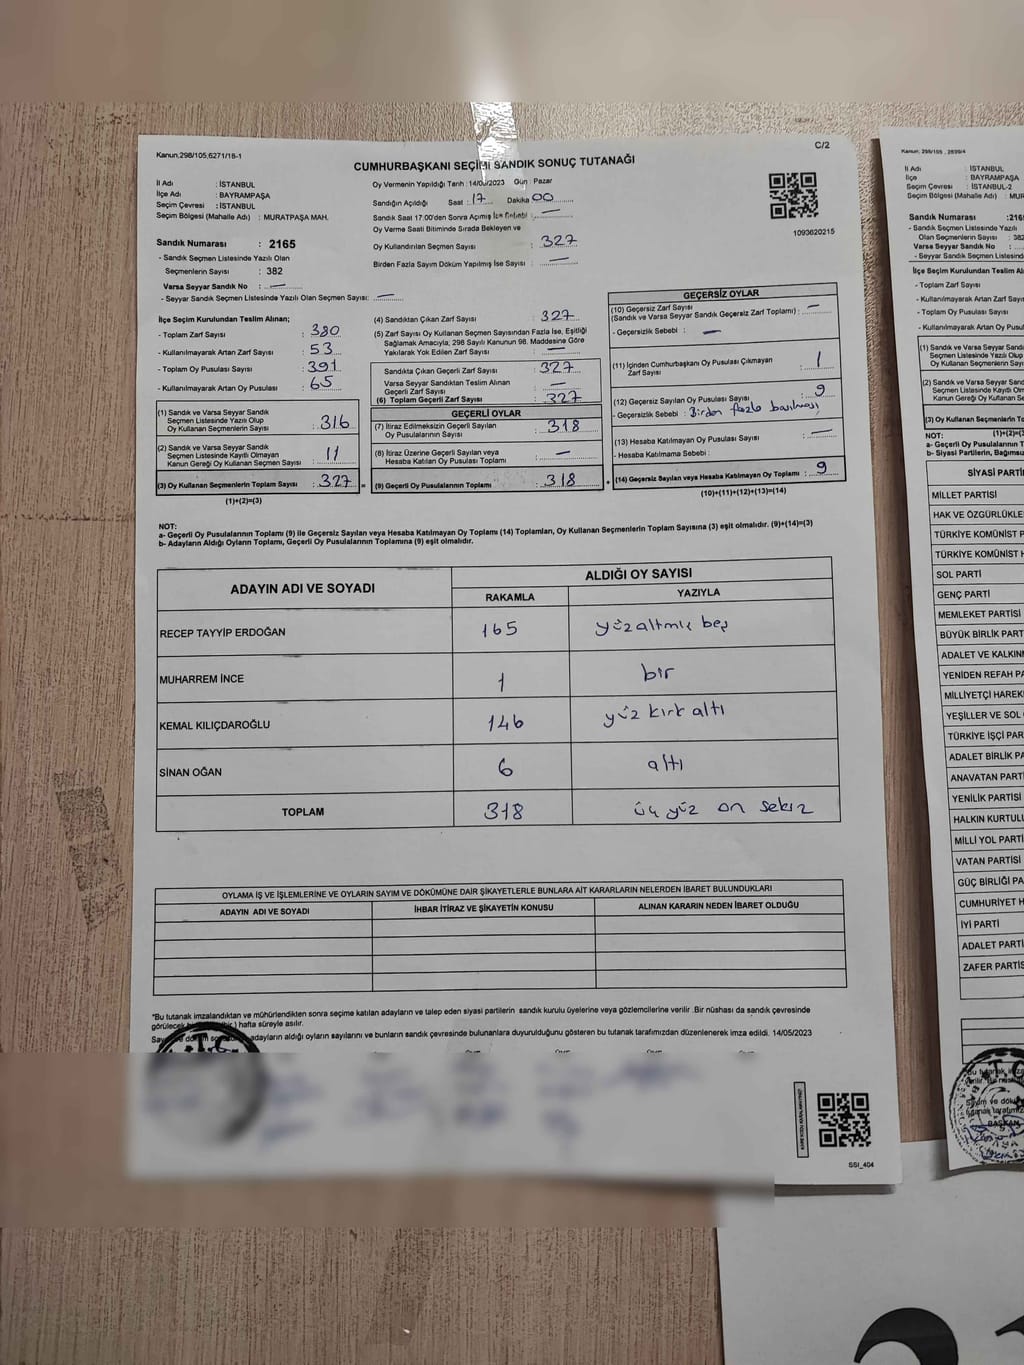 Kanun;298/105,6271/16-1
C/2
CUMHURBAŞKANI SEÇİMİ SANDIK SONUÇ TUTANAĞI
İl Adı : İSTANBUL
İlçe Adı : BAYRAMPAŞA
Seçim Çevresi : İSTANBUL
Seçim Bölgesi (Mahalle Adı) : MURATPAŞA MAH.
Sandık Numarası : 2165
- Sandık Seçmen Listesinde Yazılı Olan
Seçmenlerin Sayısı : 382
Varsa Seyyar Sandık No : —
- Seyyar Sandık Seçmen Listesinde Yazılı Olan Seçmen Sayısı: —
Oy Vermenin Yapıldığı Tarih : 14/05/2023 Gün : Pazar
Sandığın Açıldığı Saat : 17 Dakika 00
Sandık Saat 17.00'den Sonra Açılmış İse Sebebi : —
Oy Verme Saati Bitiminde Sırada Bekleyen ve
Oy Kullandırılan Seçmen Sayısı : 327
Birden Fazla Sayım Döküm Yapılmış İse Sayısı : —
1093620215
İlçe Seçim Kurulundan Teslim Alınan;
- Toplam Zarf Sayısı : 380
- Kullanılmayarak Artan Zarf Sayısı : 53
- Toplam Oy Pusulası Sayısı : 391
- Kullanılmayarak Artan Oy Pusulası : 65
(1) Sandık ve Varsa Seyyar Sandık
Seçmen Listesinde Yazılı Olup
Oy Kullanan Seçmenlerin Sayısı : 316
(2) Sandık ve Varsa Seyyar Sandık
Seçmen Listesinde Kayıtlı Olmayan
Kanun Gereği Oy Kullanan Seçmen Sayısı : 11
(3) Oy Kullanan Seçmenlerin Toplam Sayısı : 327 =
(1)+(2)=(3)
(4) Sandıktan Çıkan Zarf Sayısı : 327
(5) Zarf Sayısı Oy Kullanan Seçmen Sayısından Fazla İse, Eşitliği
Sağlamak Amacıyla; 298 Sayılı Kanunun 98. Maddesine Göre
Yakılarak Yok Edilen Zarf Sayısı : —
Sandıkta Çıkan Geçerli Zarf Sayısı : 327
Varsa Seyyar Sandıktan Teslim Alınan
Geçerli Zarf Sayısı : —
(6) Toplam Geçerli Zarf Sayısı : 327
GEÇERLİ OYLAR
(7) İtiraz Edilmeksizin Geçerli Sayılan
Oy Pusulalarının Sayısı : 318
(8) İtiraz Üzerine Geçerli Sayılan veya
Hesaba Katılan Oy Pusulası Toplamı : —
(9) Geçerli Oy Pusulalarının Toplamı : 318 +
GEÇERSİZ OYLAR
(10) Geçersiz Zarf Sayısı
(Sandık ve Varsa Seyyar Sandık Geçersiz Zarf Toplamı) : —
- Geçersizlik Sebebi : —
(11) İçinden Cumhurbaşkanı Oy Pusulası Çıkmayan
Zarf Sayısı : 1
(12) Geçersiz Sayılan Oy Pusulası Sayısı : 9
- Geçersizlik Sebebi : Birden fazla basılması
(13) Hesaba Katılmayan Oy Pusulası Sayısı : —
- Hesaba Katılmama Sebebi :
(14) Geçersiz Sayılan veya Hesaba Katılmayan Oy Toplamı : 9
(10)+(11)+(12)+(13)=(14)
NOT:
a- Geçerli Oy Pusulalarının Toplamı (9) ile Geçersiz Sayılan veya Hesaba Katılmayan Oy Toplamı (14) Toplamları, Oy Kullanan Seçmenlerin Toplam Sayısına (3) eşit olmalıdır. (9)+(14)=(3)
b- Adayların Aldığı Oyların Toplamı, Geçerli Oy Pusulalarının Toplamına (9) eşit olmalıdır.
ADAYIN ADI VE SOYADI
ALDIĞI OY SAYISI
RAKAMLA YAZIYLA
RECEP TAYYİP ERDOĞAN 165 yüzaltmış beş
MUHARREM İNCE 1 bir
KEMAL KILIÇDAROĞLU 146 yüz kırk altı
SİNAN OĞAN 6 altı
TOPLAM 318 üç yüz on sekiz
OYLAMA İŞ VE İŞLEMLERİNE VE OYLARIN SAYIM VE DÖKÜMÜNE DAİR ŞİKAYETLERLE BUNLARA AİT KARARLARIN NELERDEN İBARET BULUNDUKLARI
ADAYIN ADI VE SOYADI İHBAR İTİRAZ VE ŞİKAYETİN KONUSU ALINAN KARARIN NEDEN İBARET OLDUĞU
"Bu tutanak imzalandıktan ve mühürlendikten sonra seçime katılan adayların ve talep eden siyasi partilerin sandık kurulu üyelerine veya gözlemcilerine verilir .Bir nüshası da sandık çevresinde
görülecek hafta süreyle asılır.
adayların aldığı oyların sayılarını ve bunların sandık çevresinde bulunanlara duyurulduğunu gösteren bu tutanak tarafımızdan düzenlenerek imza edildi. 14/05/2023
T.C.
SSI_404
Kanun; 298/105 , 2839/4
İl Adı : İSTANBUL
İlçe : BAYRAMPAŞA
Seçim Çevresi : İSTANBUL-2
Seçim Bölgesi (Mahalle Adı) : MU
Sandık Numarası :216
- Sandık Seçmen Listesinde Yazılı
Olan Seçmenlerin Sayısı : 382
Varsa Seyyar Sandık No :
- Seyyar Sandık Seçmen Listesinde
İlçe Seçim Kurulundan Teslim Al
- Toplam Zarf Sayısı
- Kullanılmayarak Artan Zarf Sayısı
- Toplam Oy Pusulası Sayısı
- Kullanılmayarak Artan Oy Pusula
(1) Sandık ve Varsa Seyyar Sandık
Seçmen Listesinde Yazılı Olup
Oy Kullanan Seçmenlerin Sayısı
(2) Sandık ve Varsa Seyyar Sandık
Seçmen Listesinde Kayıtlı Olm
Kanun Gereği Oy Kullanan Seç
(3) Oy Kullanan Seçmenlerin Top
(1)+(2)=(3
NOT:
a- Geçerli Oy Pusulalarının T
b- Siyasi Partilerin, Bağımsı
SİYASİ PARTİ
MİLLET PARTİSİ
HAK VE ÖZGÜRLÜKLE
TÜRKİYE KOMÜNİST P
TÜRKİYE KOMÜNİST H
SOL PARTİ
GENÇ PARTİ
MEMLEKET PARTİSİ
BÜYÜK BİRLİK PARTİ
ADALET VE KALKINM
YENİDEN REFAH PA
MİLLİYETÇİ HAREK
YEŞİLLER VE SOL
TÜRKİYE İŞÇİ PAR
ADALET BİRLİK PA
ANAVATAN PARTİ
YENİLİK PARTİSİ
HALKIN KURTULU
MİLLİ YOL PARTİ
VATAN PARTİSİ
GÜÇ BİRLİĞİ PA
CUMHURİYET H
İYİ PARTİ
ADALET PARTİ
ZAFER PARTİS
T.C.